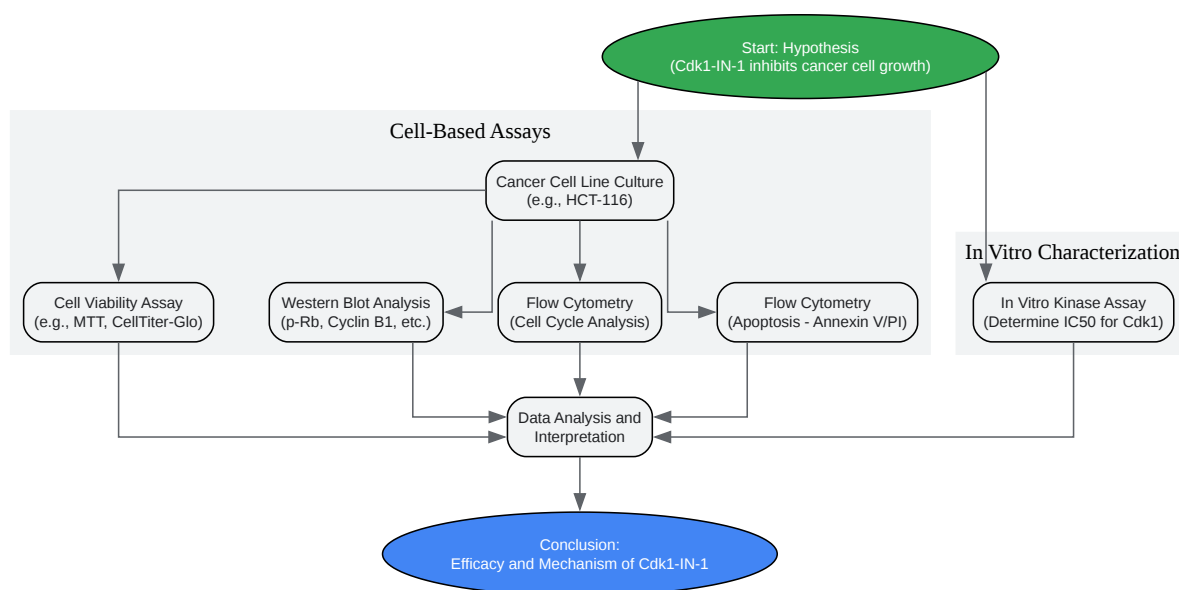 Start: Hypothesis
(Cdk1-IN-1 inhibits cancer cell growth)
Cell-Based Assays
Cancer Cell Line Culture
(e.g., HCT-116)
In Vitro Characterization
Cell Viability Assay
(e.g., MTT, CellTiter-Glo)
Western Blot Analysis
(p-Rb, Cyclin B1, etc.)
Flow Cytometry
(Cell Cycle Analysis)
Flow Cytometry
(Apoptosis - Annexin V/PI)
In Vitro Kinase Assay
(Determine IC50 for Cdk1)
Data Analysis and
Interpretation
Conclusion:
Efficacy and Mechanism of Cdk1-IN-1